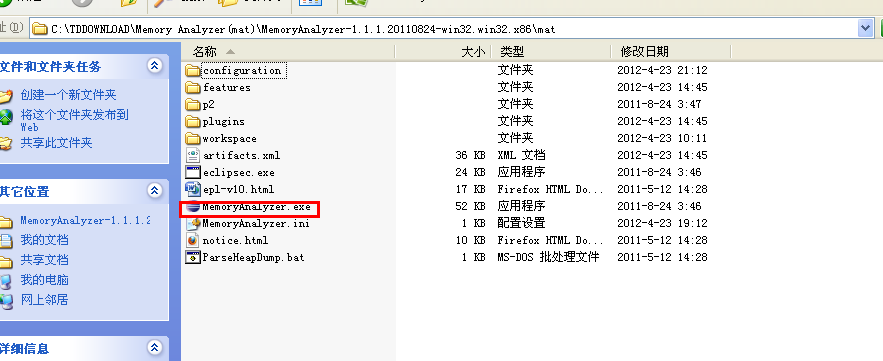 址(D) C:\TDDOWNLOAD\Memory Analyzer(mat)\MemoryAnalyzer-1.1.1.20110824-win32.win32.x86\mat
文件和文件夹任务
创建一个新文件夹
将这个文件夹发布到
Web
共享此文件夹
其它位置
MemoryAnalyzer-1.1.1.2
我的文档
共享文档
我的电脑
网上邻居
详细信息
名称 大小 类型 修改日期
configuration 文件夹 2012-4-23 21:12
features 文件夹 2012-4-23 14:45
p2 文件夹 2011-8-24 3:47
plugins 文件夹 2012-4-23 14:45
workspace 文件夹 2012-4-23 10:11
artifacts.xml 36 KB XML 文档 2012-4-23 14:45
eclipsec.exe 24 KB 应用程序 2011-8-24 3:47
epl-v10.html 17 KB Firefox HTML Do... 2011-5-12 14:28
MemoryAnalyzer.exe 52 KB 应用程序 2011-8-24 3:46
MemoryAnalyzer.ini 1 KB 配置设置 2012-4-23 19:12
notice.html 10 KB Firefox HTML Do... 2011-5-12 14:28
ParseHeapDump.bat 1 KB MS-DOS 批处理文件 2011-5-12 14:28